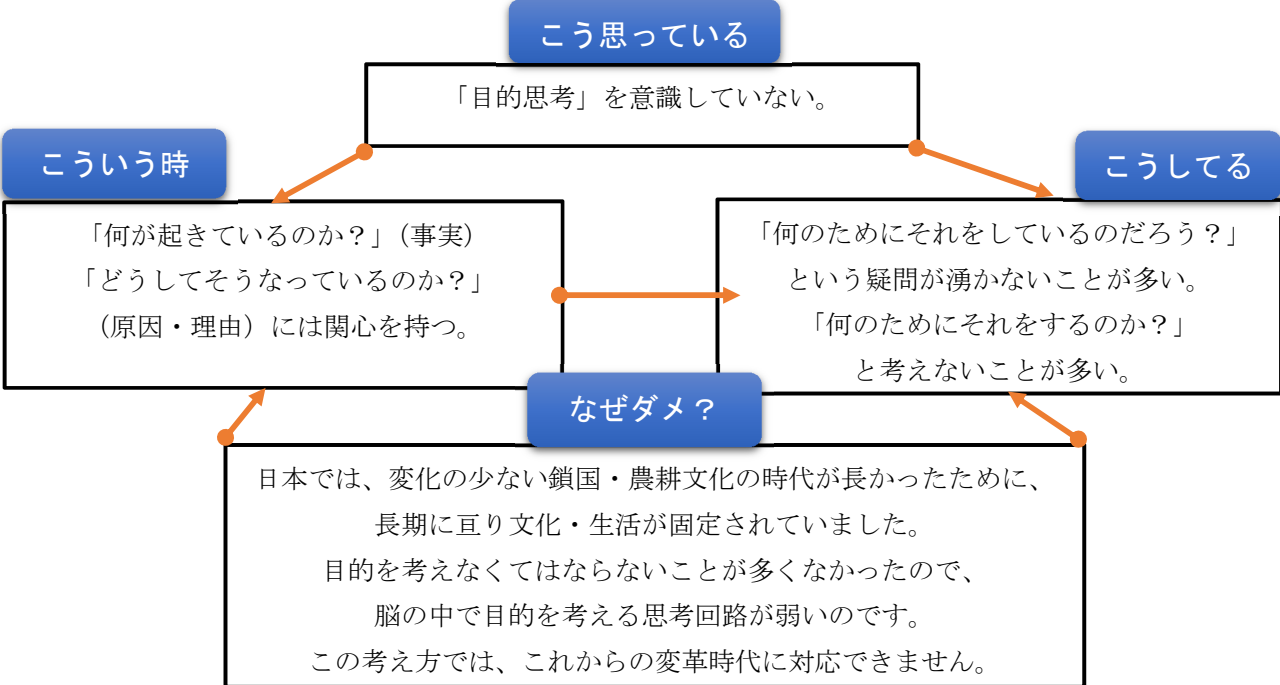 こう思っている
「目的思考」を意識していない。
こういう時
「何が起きているのか？」（事実）
「どうしてそうなっているのか？」
（原因・理由）には関心を持つ。
こうしてる
「何のためにそれをしているのだろう？」
という疑問が湧かないことが多い。
「何のためにそれをするのか？」
と考えないことが多い。
なぜダメ？
日本では、変化の少ない鎖国・農耕文化の時代が長かったために、
長期に亘り文化・生活が固定されていました。
目的を考えなくてはならないことが多くなかったので、
脳の中で目的を考える思考回路が弱いのです。
この考え方では、これからの変革時代に対応できません。